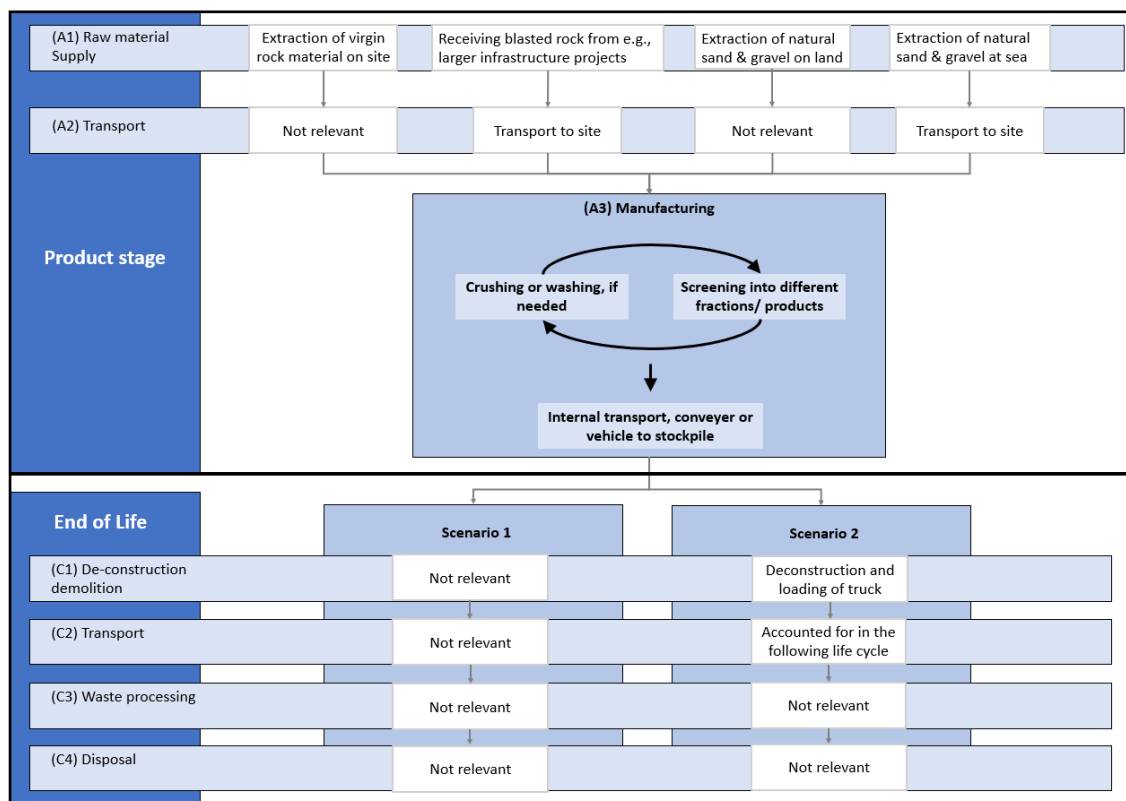 (A1) Raw material
Supply
Extraction of virgin
rock material on site
Receiving blasted rock from e.g.,
larger infrastructure projects
Extraction of natural
sand & gravel on land
Extraction of natural
sand & gravel at sea
(A2) Transport
Not relevant
Transport to site
Not relevant
Transport to site
Product stage
(A3) Manufacturing
Crushing or washing, if
needed
Screening into different
fractions/ products
Internal transport, conveyer or
vehicle to stockpile
End of Life
Scenario 1
Scenario 2
(C1) De-construction
demolition
Not relevant
Deconstruction and
loading of truck
(C2) Transport
Not relevant
Accounted for in the
following life cycle
(C3) Waste processing
Not relevant
Not relevant
(C4) Disposal
Not relevant
Not relevant